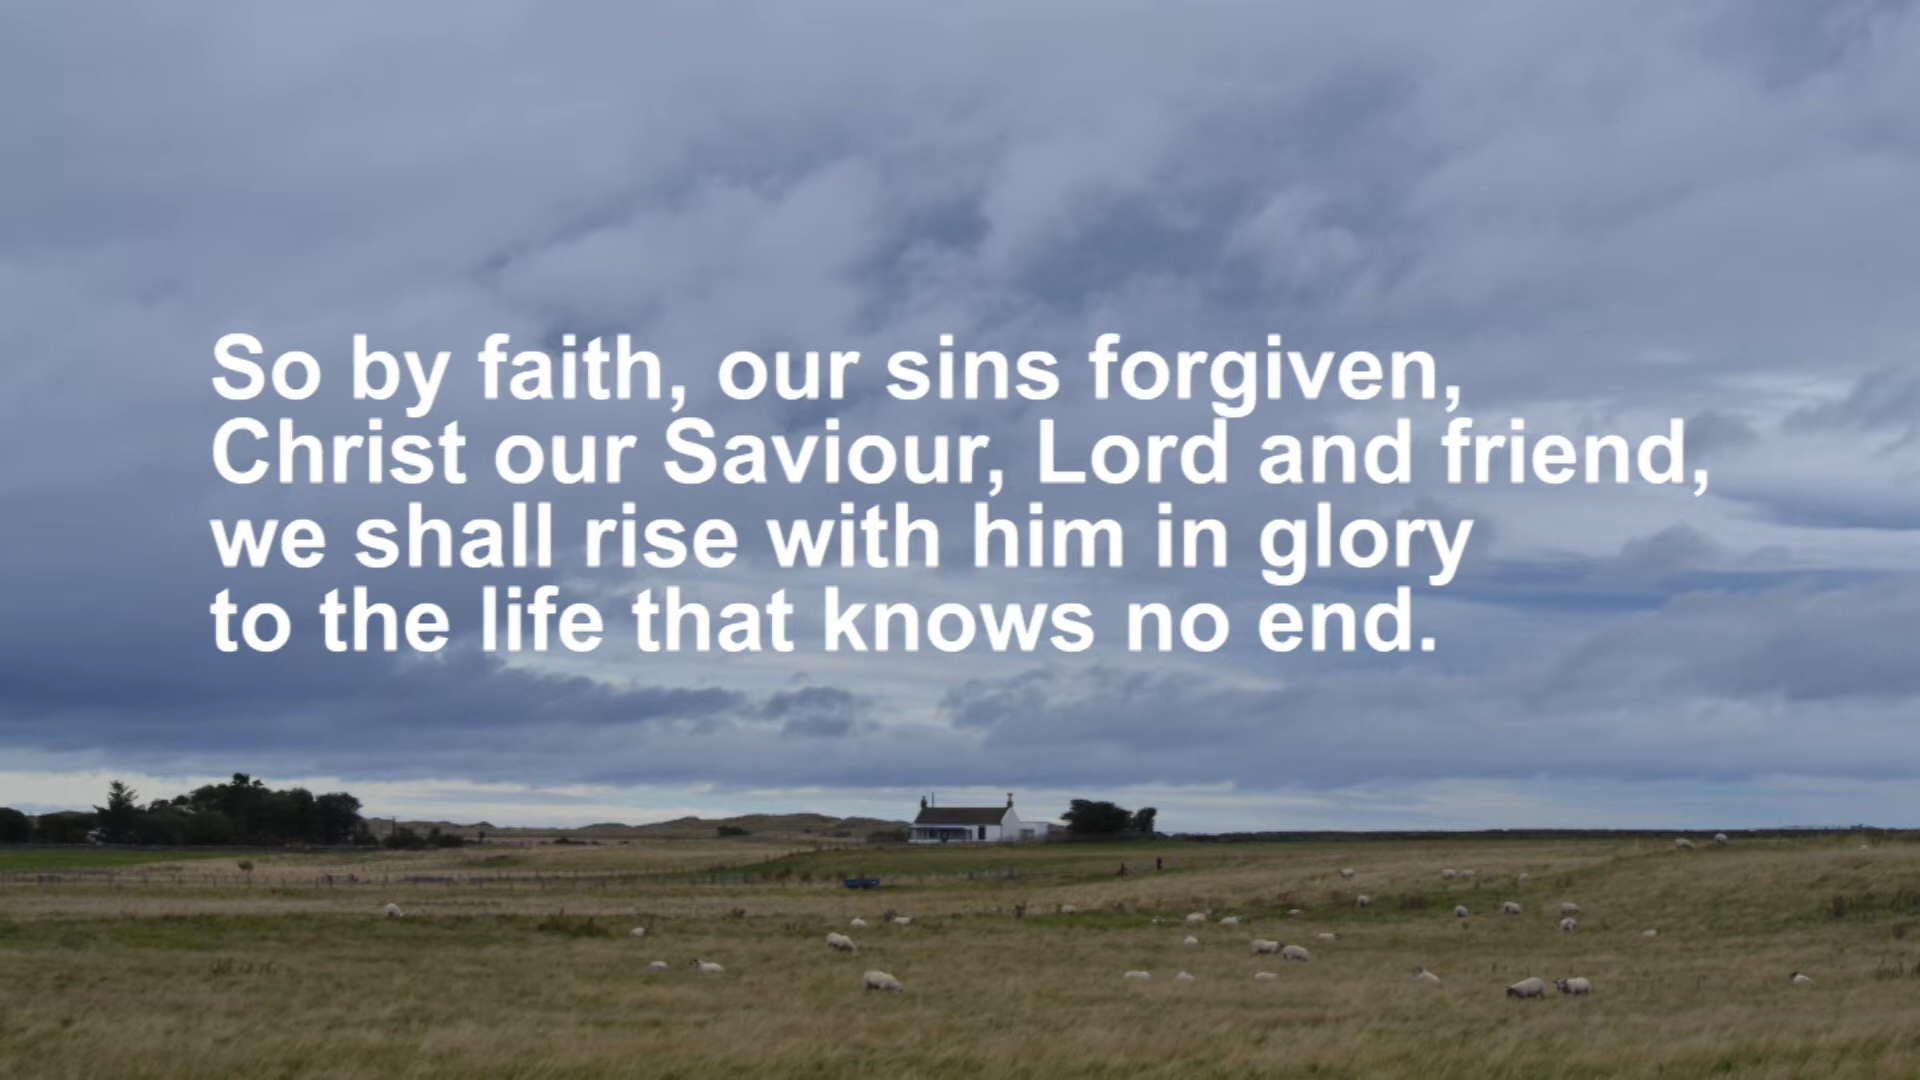 So by faith, our sins forgiven,
Christ our Saviour, Lord and friend,
we shall rise with him in glory
to the life that knows no end.